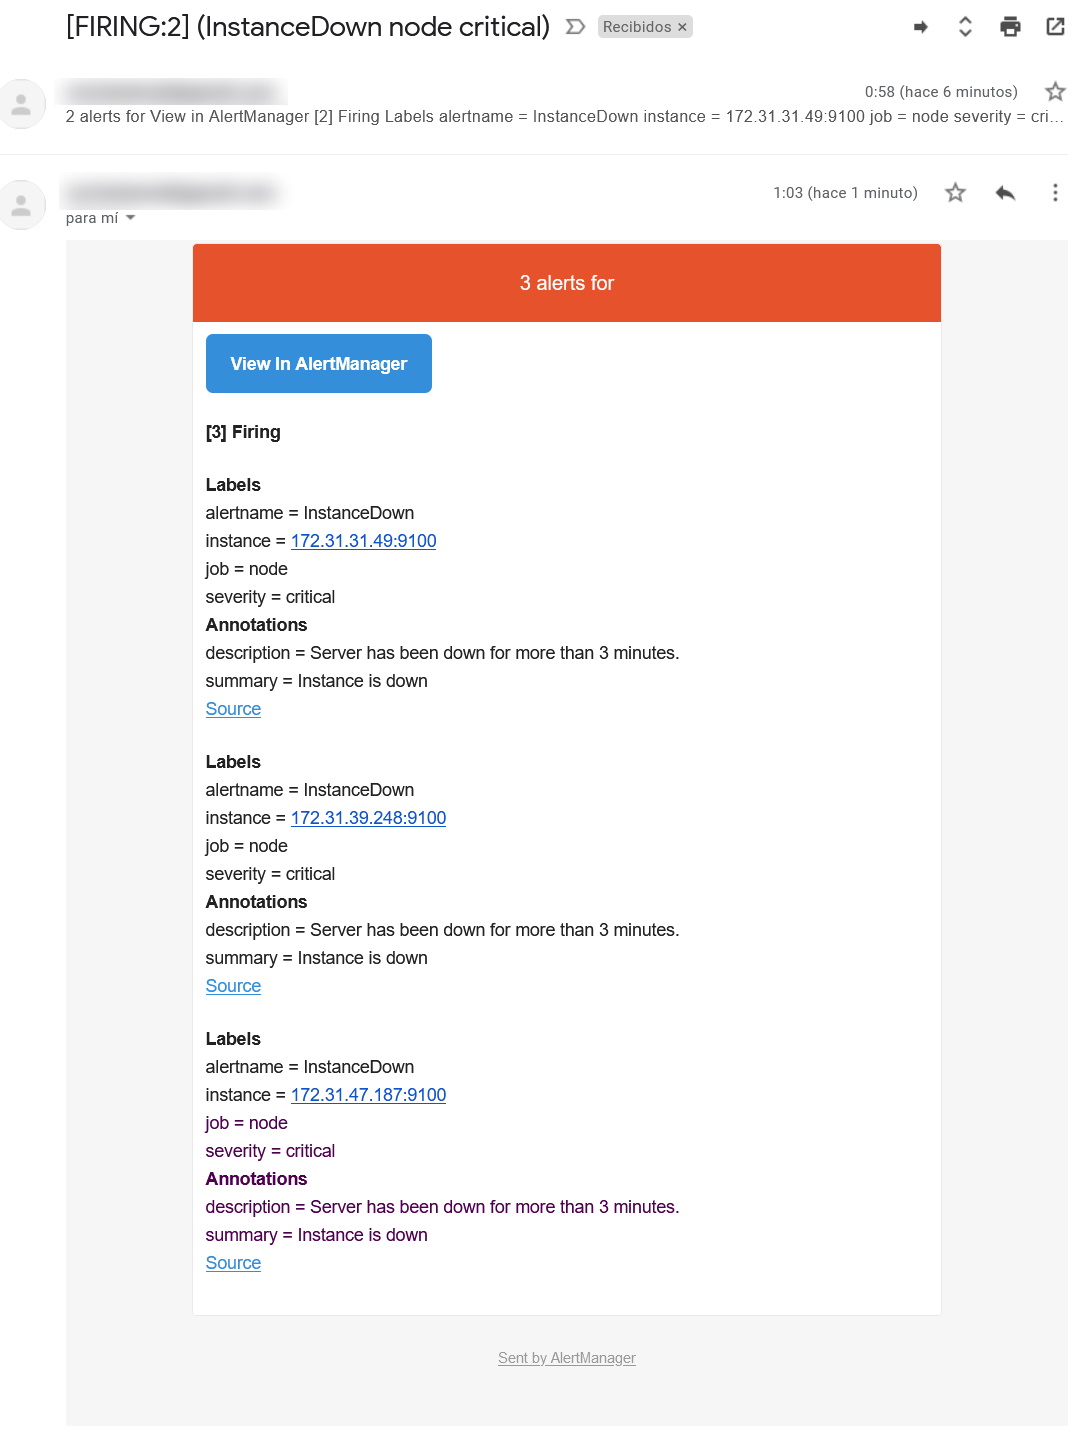 [FIRING:2] (InstanceDown node critical) Recibidos ×
0:58 (hace 6 minutos)
2 alerts for View in AlertManager [2] Firing Labels alertname = InstanceDown instance = 172.31.31.49:9100 job = node severity = cri...
1:03 (hace 1 minuto)
para mí
3 alerts for
View In AlertManager
[3] Firing
Labels
alertname = InstanceDown
instance = 172.31.31.49:9100
job = node
severity = critical
Annotations
description = Server has been down for more than 3 minutes.
summary = Instance is down
Source
Labels
alertname = InstanceDown
instance = 172.31.39.248:9100
job = node
severity = critical
Annotations
description = Server has been down for more than 3 minutes.
summary = Instance is down
Source
Labels
alertname = InstanceDown
instance = 172.31.47.187:9100
job = node
severity = critical
Annotations
description = Server has been down for more than 3 minutes.
summary = Instance is down
Source
Sent by AlertManager